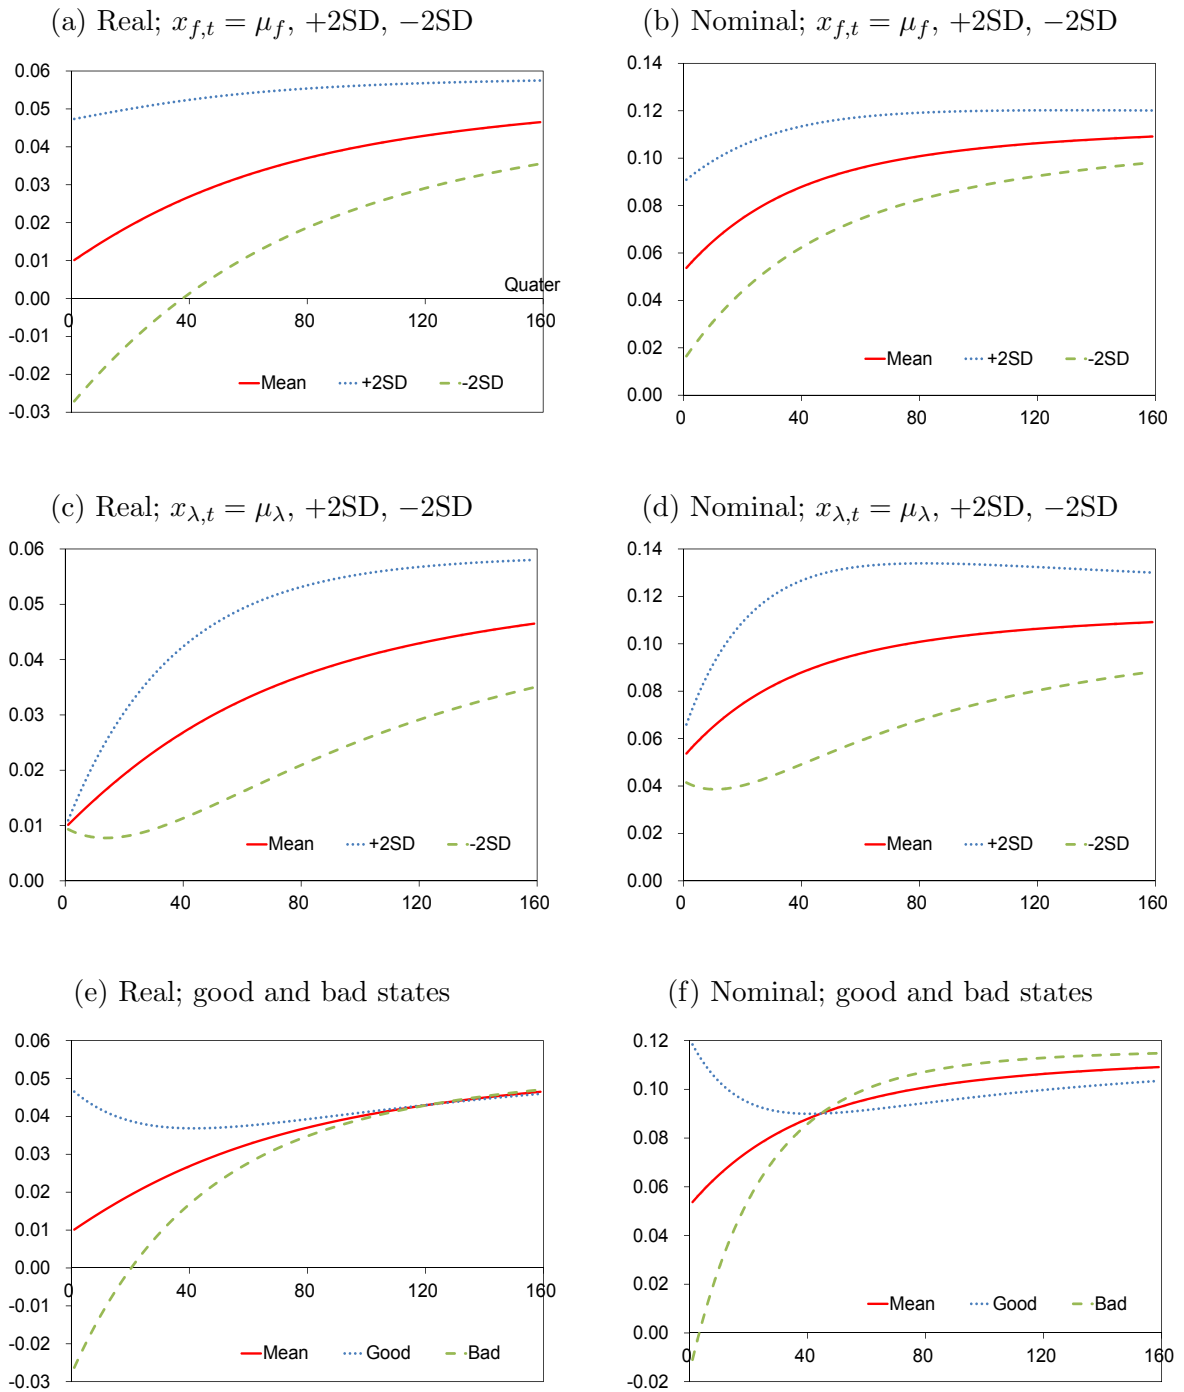 (a) Real; x_{f,t} = μ_f, +2SD, −2SD
0.06
0.05
0.04
0.03
0.02
0.01
0.00
-0.01
-0.02
-0.03
0 40 80 120 160
Quater
Mean +2SD -2SD
(b) Nominal; x_{f,t} = μ_f, +2SD, −2SD
0.14
0.12
0.10
0.08
0.06
0.04
0.02
0.00
0 40 80 120 160
Mean +2SD -2SD
(c) Real; x_{λ,t} = μ_λ, +2SD, −2SD
0.06
0.05
0.04
0.03
0.02
0.01
0.00
0 40 80 120 160
Mean +2SD -2SD
(d) Nominal; x_{λ,t} = μ_λ, +2SD, −2SD
0.14
0.12
0.10
0.08
0.06
0.04
0.02
0.00
0 40 80 120 160
Mean +2SD -2SD
(e) Real; good and bad states
0.06
0.05
0.04
0.03
0.02
0.01
0.00
-0.01
-0.02
-0.03
0 40 80 120 160
Mean Good Bad
(f) Nominal; good and bad states
0.12
0.10
0.08
0.06
0.04
0.02
0.00
-0.02
0 40 80 120 160
Mean Good Bad